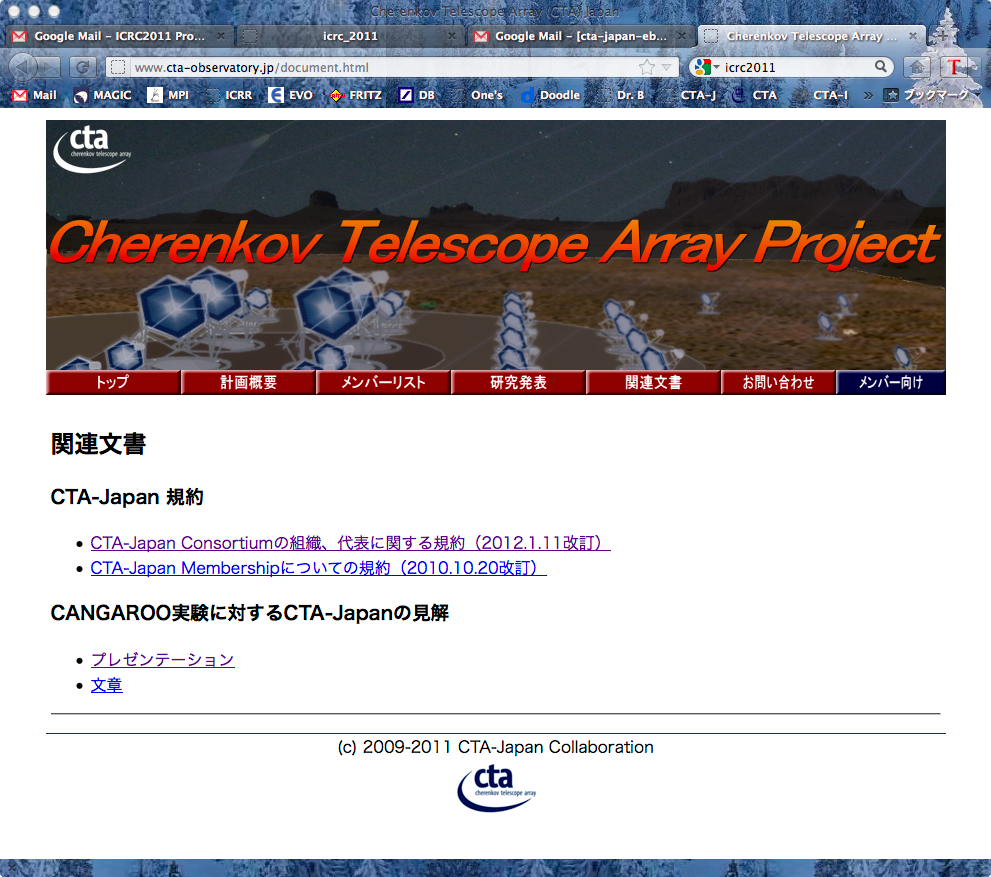 Cherenkov Telescope Array (CTA) Japan
Google Mail – ICRC2011 Pro...
icrc_2011
Google Mail – [cta-japan-eb...
Cherenkov Telescope Array ...
www.cta-observatory.jp/document.html
icrc2011
Mail MAGIC MPI ICRR EVO FRITZ DB One's Doodle Dr. B CTA-J CTA CTA-I » ブックマーク
cta
cherenkov telescope array
Cherenkov Telescope Array Project
トップ 計画概要 メンバーリスト 研究発表 関連文書 お問い合わせ メンバー向け
関連文書
CTA-Japan 規約
• CTA-Japan Consortiumの組織、代表に関する規約（2012.1.11改訂）
• CTA-Japan Membershipについての規約（2010.10.20改訂）
CANGAROO実験に対するCTA-Japanの見解
• プレゼンテーション
• 文章
(c) 2009-2011 CTA-Japan Collaboration
cta
cherenkov telescope array